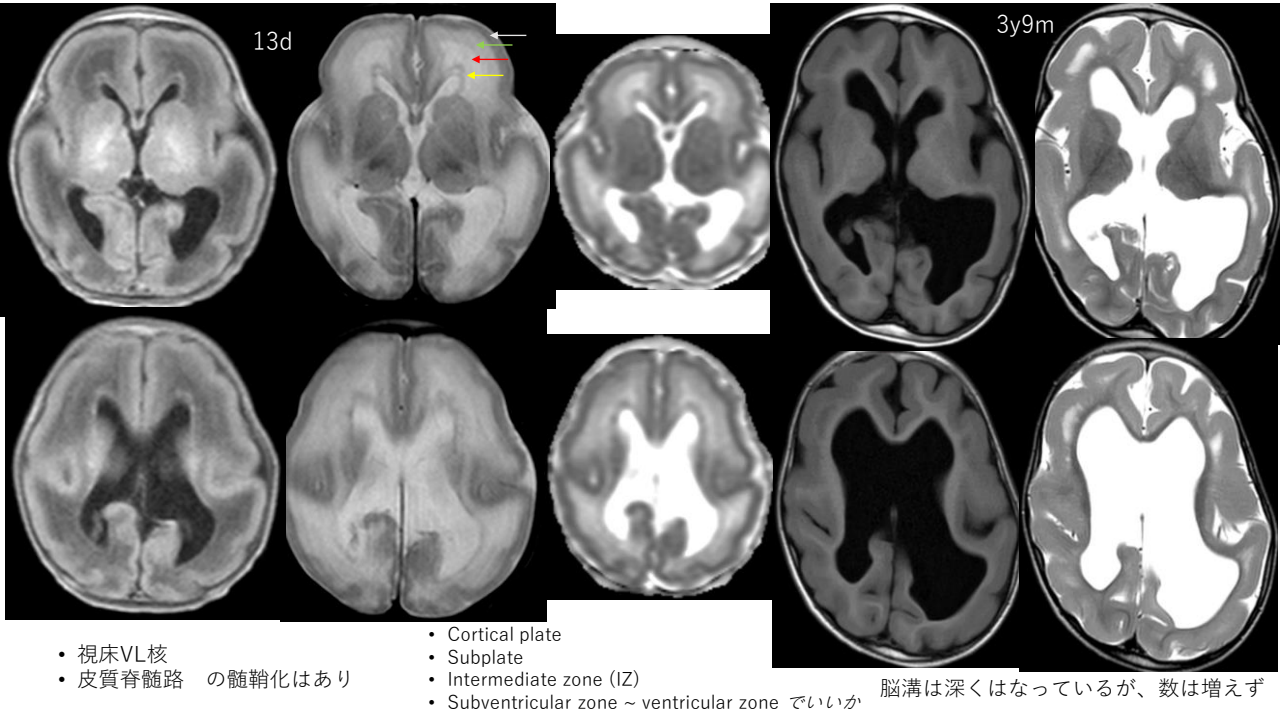 13d
3y9m
• 視床VL核
• 皮質脊髄路　の髄鞘化はあり
• Cortical plate
• Subplate
• Intermediate zone (IZ)
• Subventricular zone ~ ventricular zone でいいか
脳溝は深くはなっているが、数は増えず